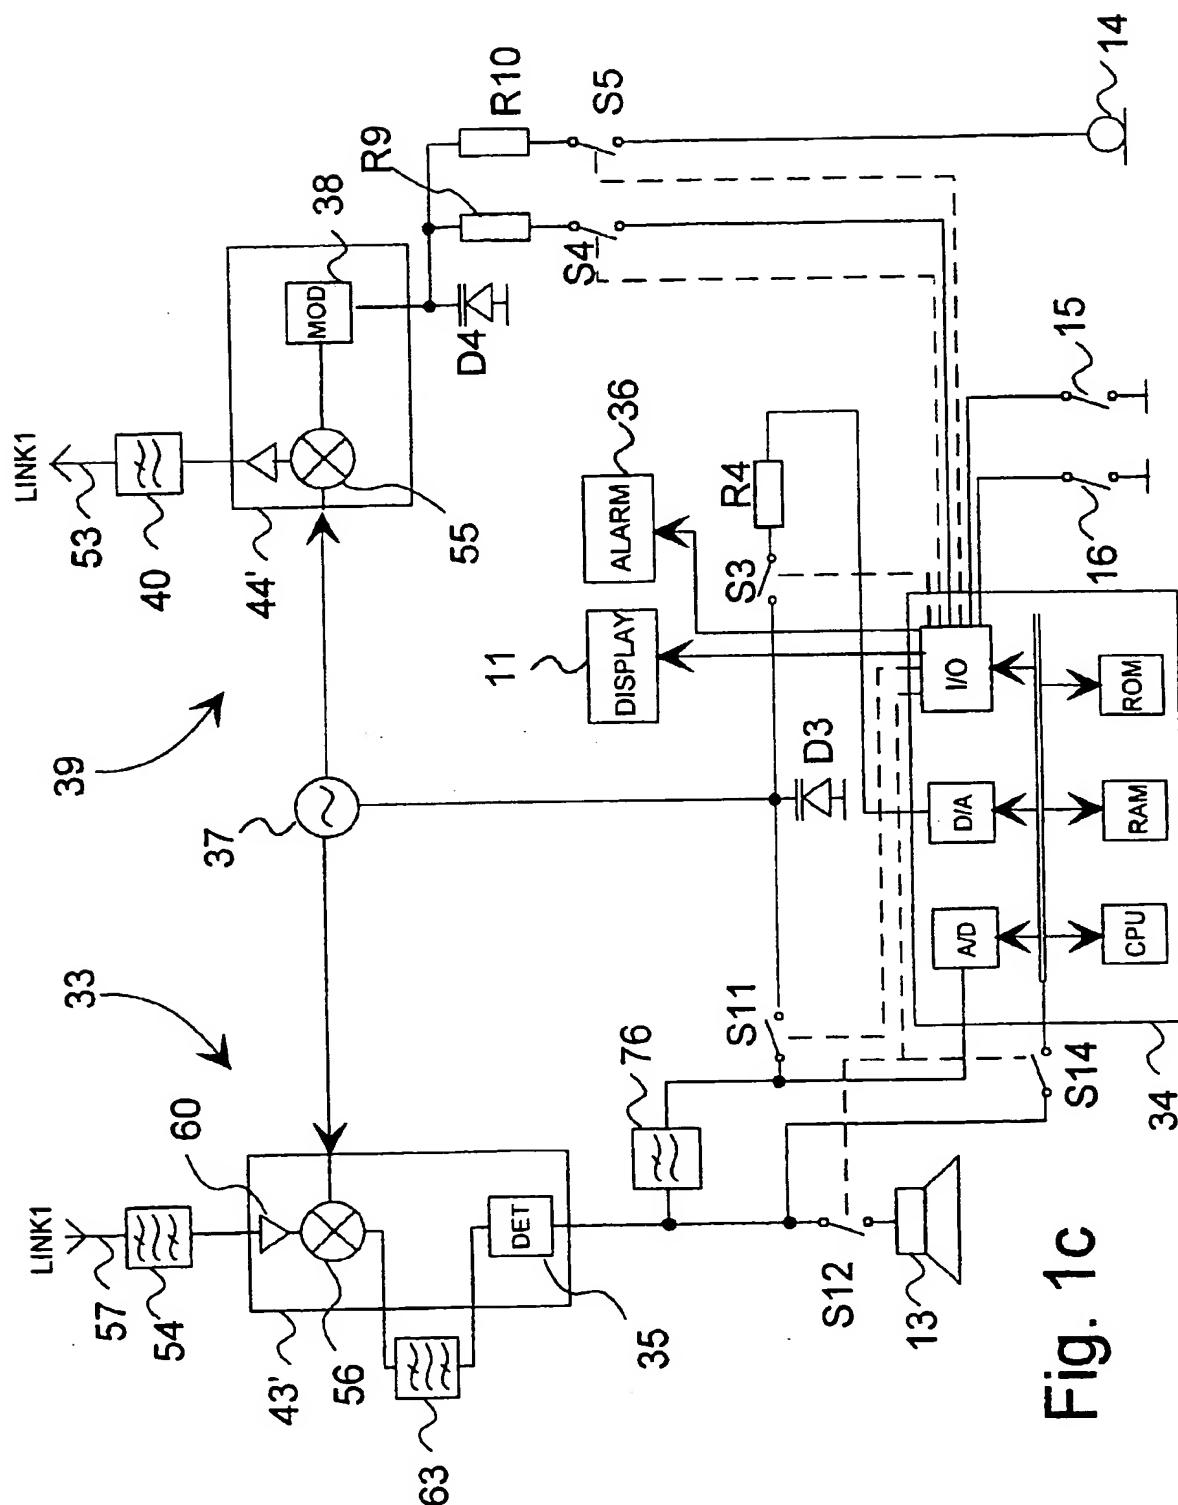 LINK1
57
54
60
33
39
37
43'
56
63
35
DET
76
S12
13
S11
S14
34
A/D
D/A
I/O
CPU
RAM
ROM
D3
S3
R4
11
DISPLAY
ALARM
36
16
15
LINK1
53
40
44'
55
MOD
38
D4
R9
R10
S4
S5
14
Fig. 1c